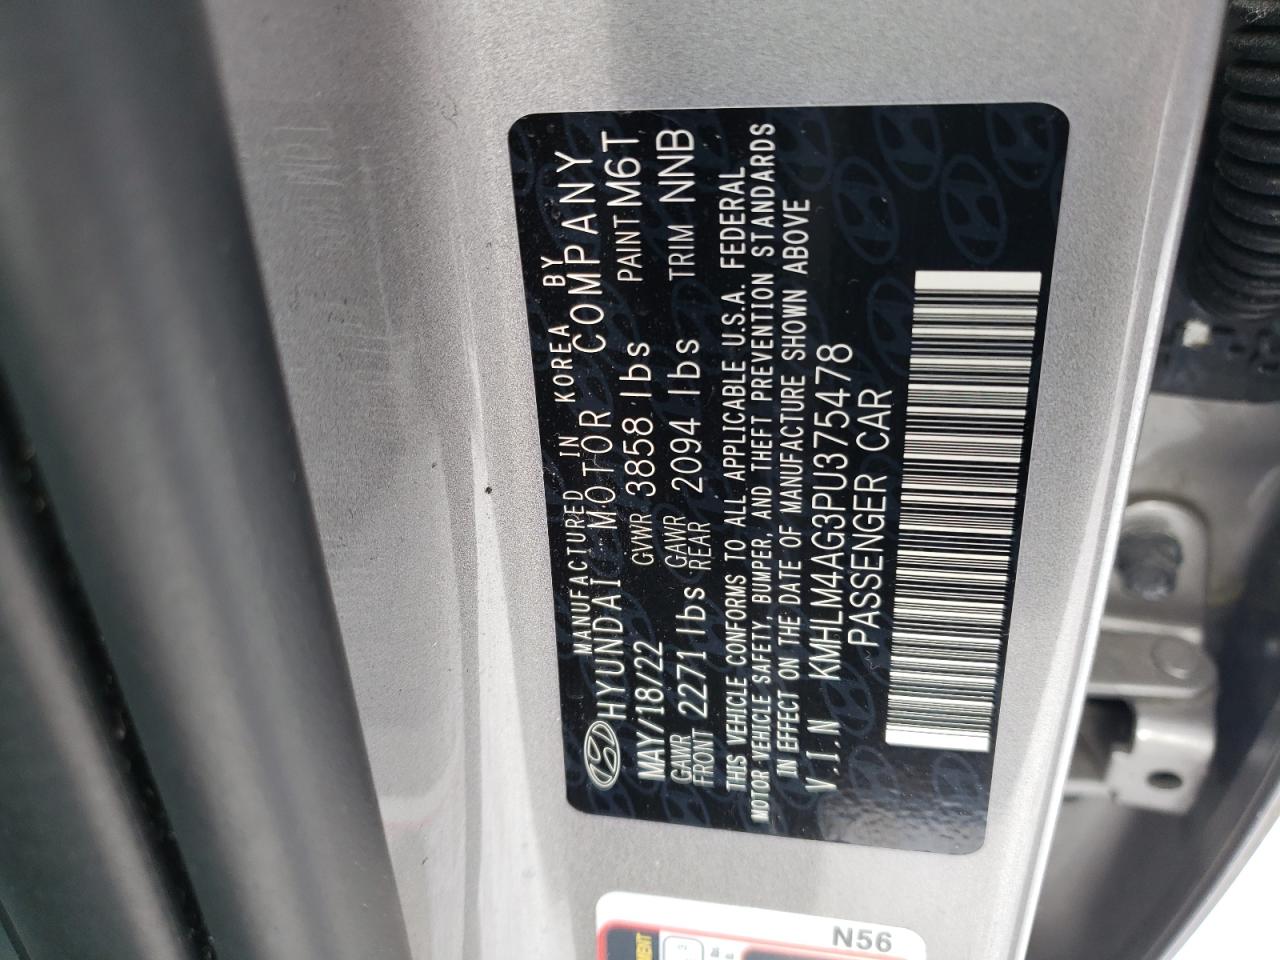 MANUFACTURED IN KOREA BY
HYUNDAI MOTOR COMPANY
MAY/18/22 GVWR 3858 lbs PAINT M6T
GAWR FRONT 2271 lbs GAWR REAR 2094 lbs TRIM NNB
THIS VEHICLE CONFORMS TO ALL APPLICABLE U.S.A. FEDERAL
MOTOR VEHICLE SAFETY, BUMPER, AND THEFT PREVENTION STANDARDS
IN EFFECT ON THE DATE OF MANUFACTURE SHOWN ABOVE
V.I.N KMHLM4AG3PU375478
PASSENGER CAR
N56